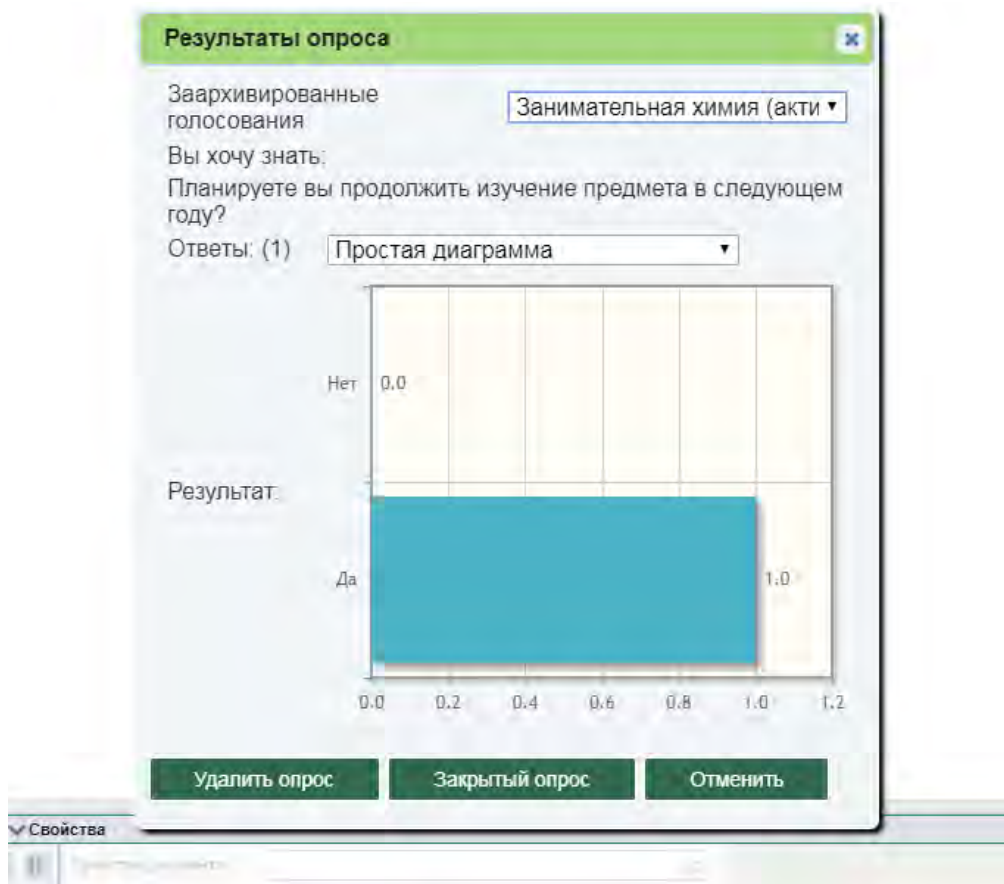 Результаты опроса
Заархивированные
голосования
Занимательная химия (акти
Вы хочу знать:
Планируете вы продолжить изучение предмета в следующем
году?
Ответы: (1)
Простая диаграмма
Нет
0.0
Результат:
Да
1.0
0.0 0.2 0.4 0.6 0.8 1.0 1.2
Удалить опрос Закрытый опрос Отменить
Свойства